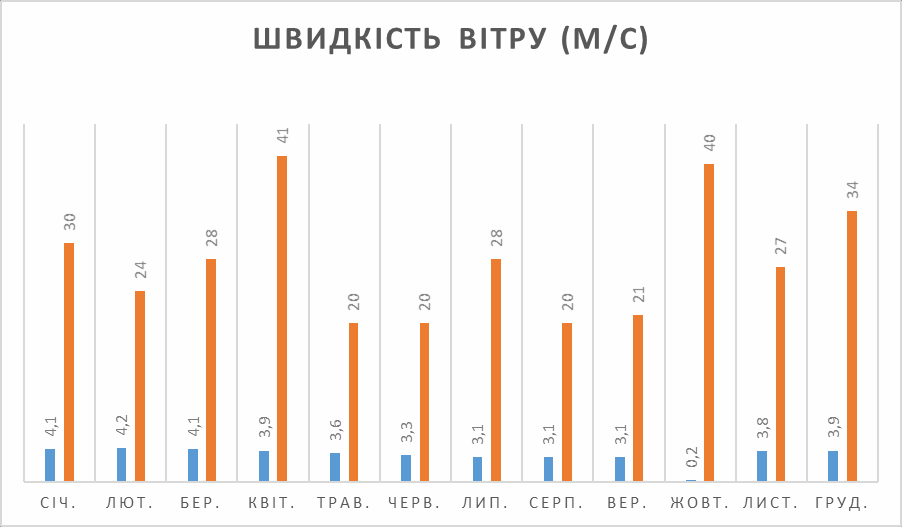 ШВИДКІСТЬ ВІТРУ (М/С)
4,1 30 4,2 24 4,1 28 3,9 41 3,6 20 3,3 20 3,1 28 3,1 20 3,1 21 0,2 40 3,8 27 3,9 34
СІЧ. ЛЮТ. БЕР. КВІТ. ТРАВ. ЧЕРВ. ЛИП. СЕРП. ВЕР. ЖОВТ. ЛИСТ. ГРУД.